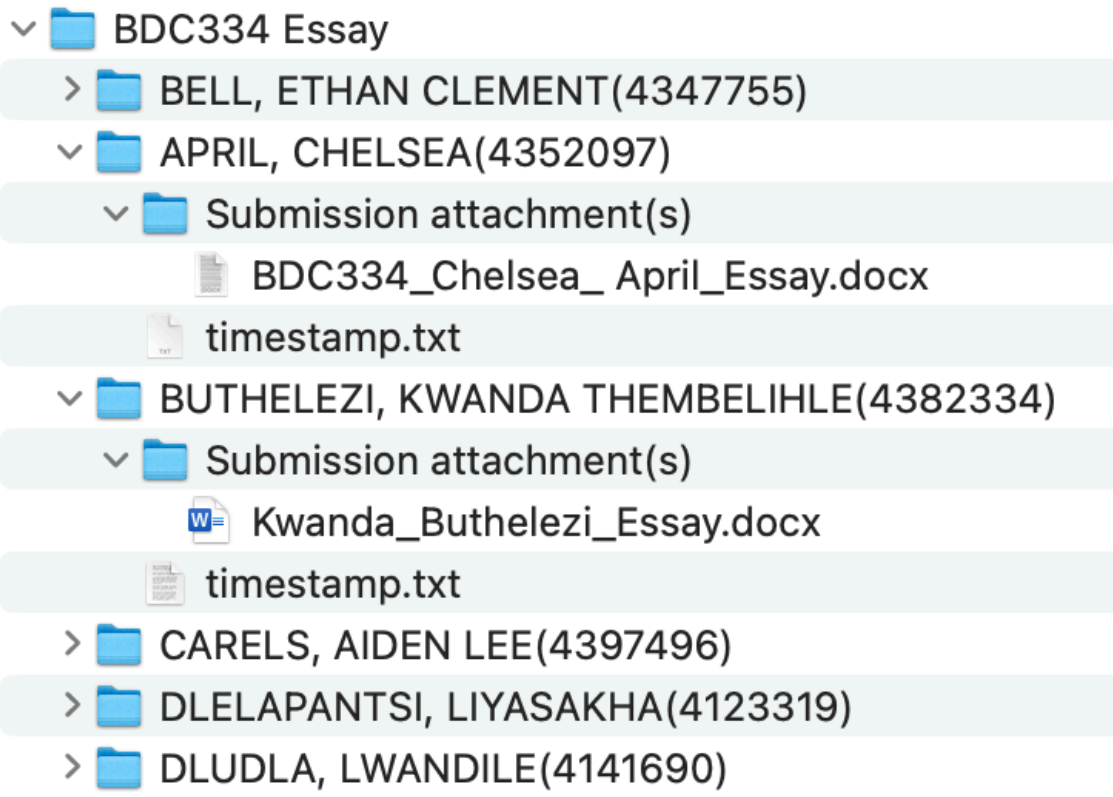 BDC334 Essay
BELL, ETHAN CLEMENT(4347755)
APRIL, CHELSEA(4352097)
Submission attachment(s)
BDC334_Chelsea_ April_Essay.docx
timestamp.txt
BUTHELEZI, KWANDA THEMBELIHLE(4382334)
Submission attachment(s)
Kwanda_Buthelezi_Essay.docx
timestamp.txt
CARELS, AIDEN LEE(4397496)
DLELAPANTSI, LIYASAKHA(4123319)
DLUDLA, LWANDILE(4141690)